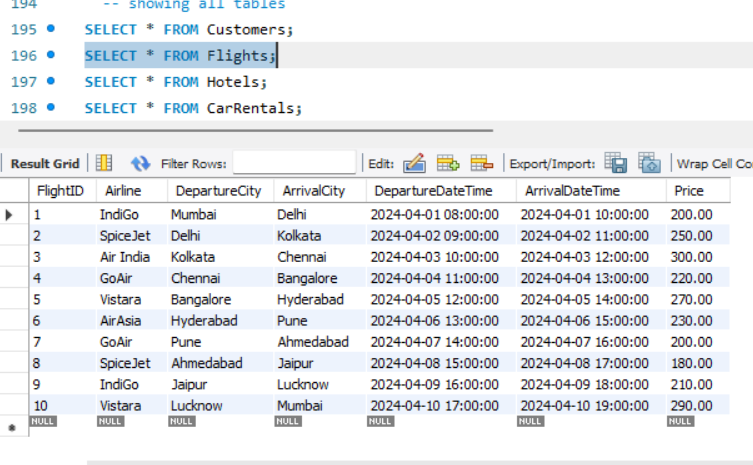 194 -- showing all tables
195 SELECT * FROM Customers;
196 SELECT * FROM Flights;
197 SELECT * FROM Hotels;
198 SELECT * FROM CarRentals;
Result Grid Filter Rows: Edit: Export/Import: Wrap Cell Co
FlightID Airline DepartureCity ArrivalCity DepartureDateTime ArrivalDateTime Price
1 IndiGo Mumbai Delhi 2024-04-01 08:00:00 2024-04-01 10:00:00 200.00
2 SpiceJet Delhi Kolkata 2024-04-02 09:00:00 2024-04-02 11:00:00 250.00
3 Air India Kolkata Chennai 2024-04-03 10:00:00 2024-04-03 12:00:00 300.00
4 GoAir Chennai Bangalore 2024-04-04 11:00:00 2024-04-04 13:00:00 220.00
5 Vistara Bangalore Hyderabad 2024-04-05 12:00:00 2024-04-05 14:00:00 270.00
6 AirAsia Hyderabad Pune 2024-04-06 13:00:00 2024-04-06 15:00:00 230.00
7 GoAir Pune Ahmedabad 2024-04-07 14:00:00 2024-04-07 16:00:00 200.00
8 SpiceJet Ahmedabad Jaipur 2024-04-08 15:00:00 2024-04-08 17:00:00 180.00
9 IndiGo Jaipur Lucknow 2024-04-09 16:00:00 2024-04-09 18:00:00 210.00
10 Vistara Lucknow Mumbai 2024-04-10 17:00:00 2024-04-10 19:00:00 290.00
NULL NULL NULL NULL NULL NULL NULL